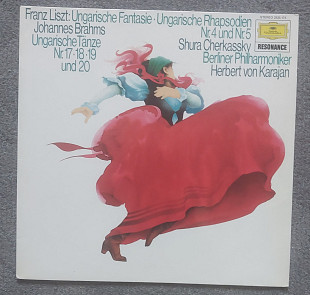 Franz Liszt: Ungarische Fantasie · Ungarische Rhapsodien
Nr. 4 und Nr. 5
Johannes Brahms
Ungarische Tänze
Nr. 17 · 18 · 19
und 20
Shura Cherkassky
Berliner Philharmoniker
Herbert von Karajan
RESONANCE